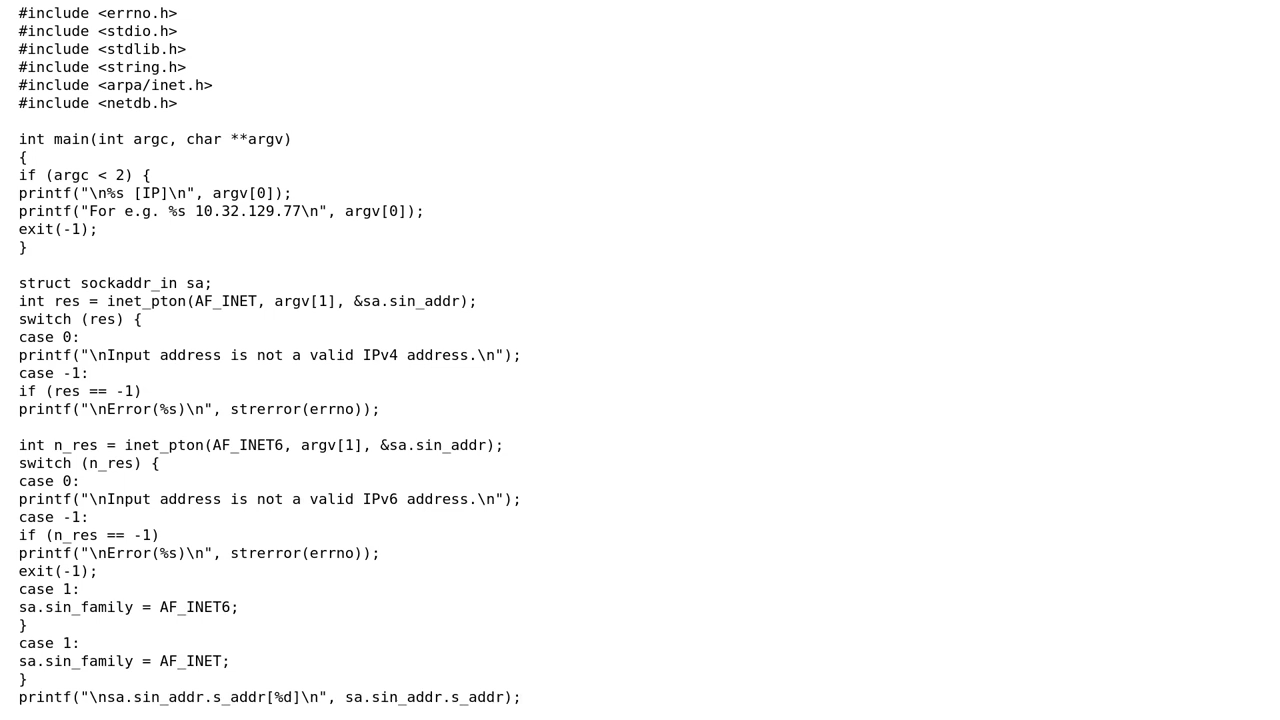 #include <errno.h>
#include <stdio.h>
#include <stdlib.h>
#include <string.h>
#include <arpa/inet.h>
#include <netdb.h>

int main(int argc, char **argv)
{
if (argc < 2) {
printf("\n%s [IP]\n", argv[0]);
printf("For e.g. %s 10.32.129.77\n", argv[0]);
exit(-1);
}

struct sockaddr_in sa;
int res = inet_pton(AF_INET, argv[1], &sa.sin_addr);
switch (res) {
case 0:
printf("\nInput address is not a valid IPv4 address.\n");
case -1:
if (res == -1)
printf("\nError(%s)\n", strerror(errno));

int n_res = inet_pton(AF_INET6, argv[1], &sa.sin_addr);
switch (n_res) {
case 0:
printf("\nInput address is not a valid IPv6 address.\n");
case -1:
if (n_res == -1)
printf("\nError(%s)\n", strerror(errno));
exit(-1);
case 1:
sa.sin_family = AF_INET6;
}
case 1:
sa.sin_family = AF_INET;
}
printf("\nsa.sin_addr.s_addr[%d]\n", sa.sin_addr.s_addr);